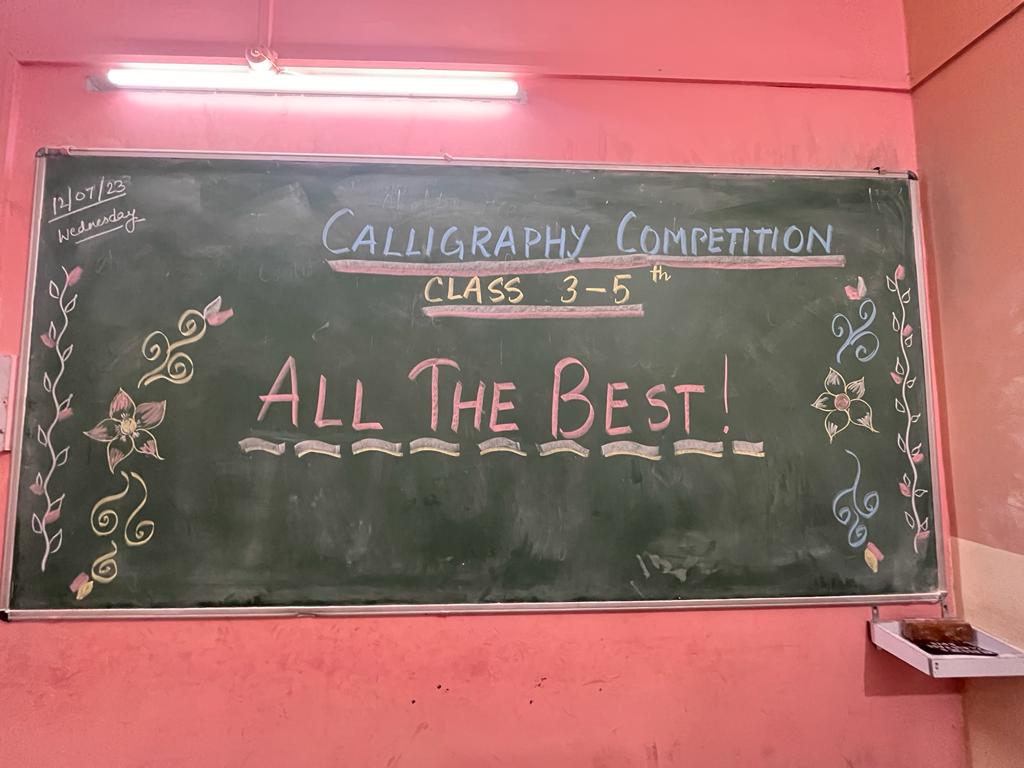 12/07/23
Wednesday
CALLIGRAPHY COMPETITION
CLASS 3-5th
ALL THE BEST!